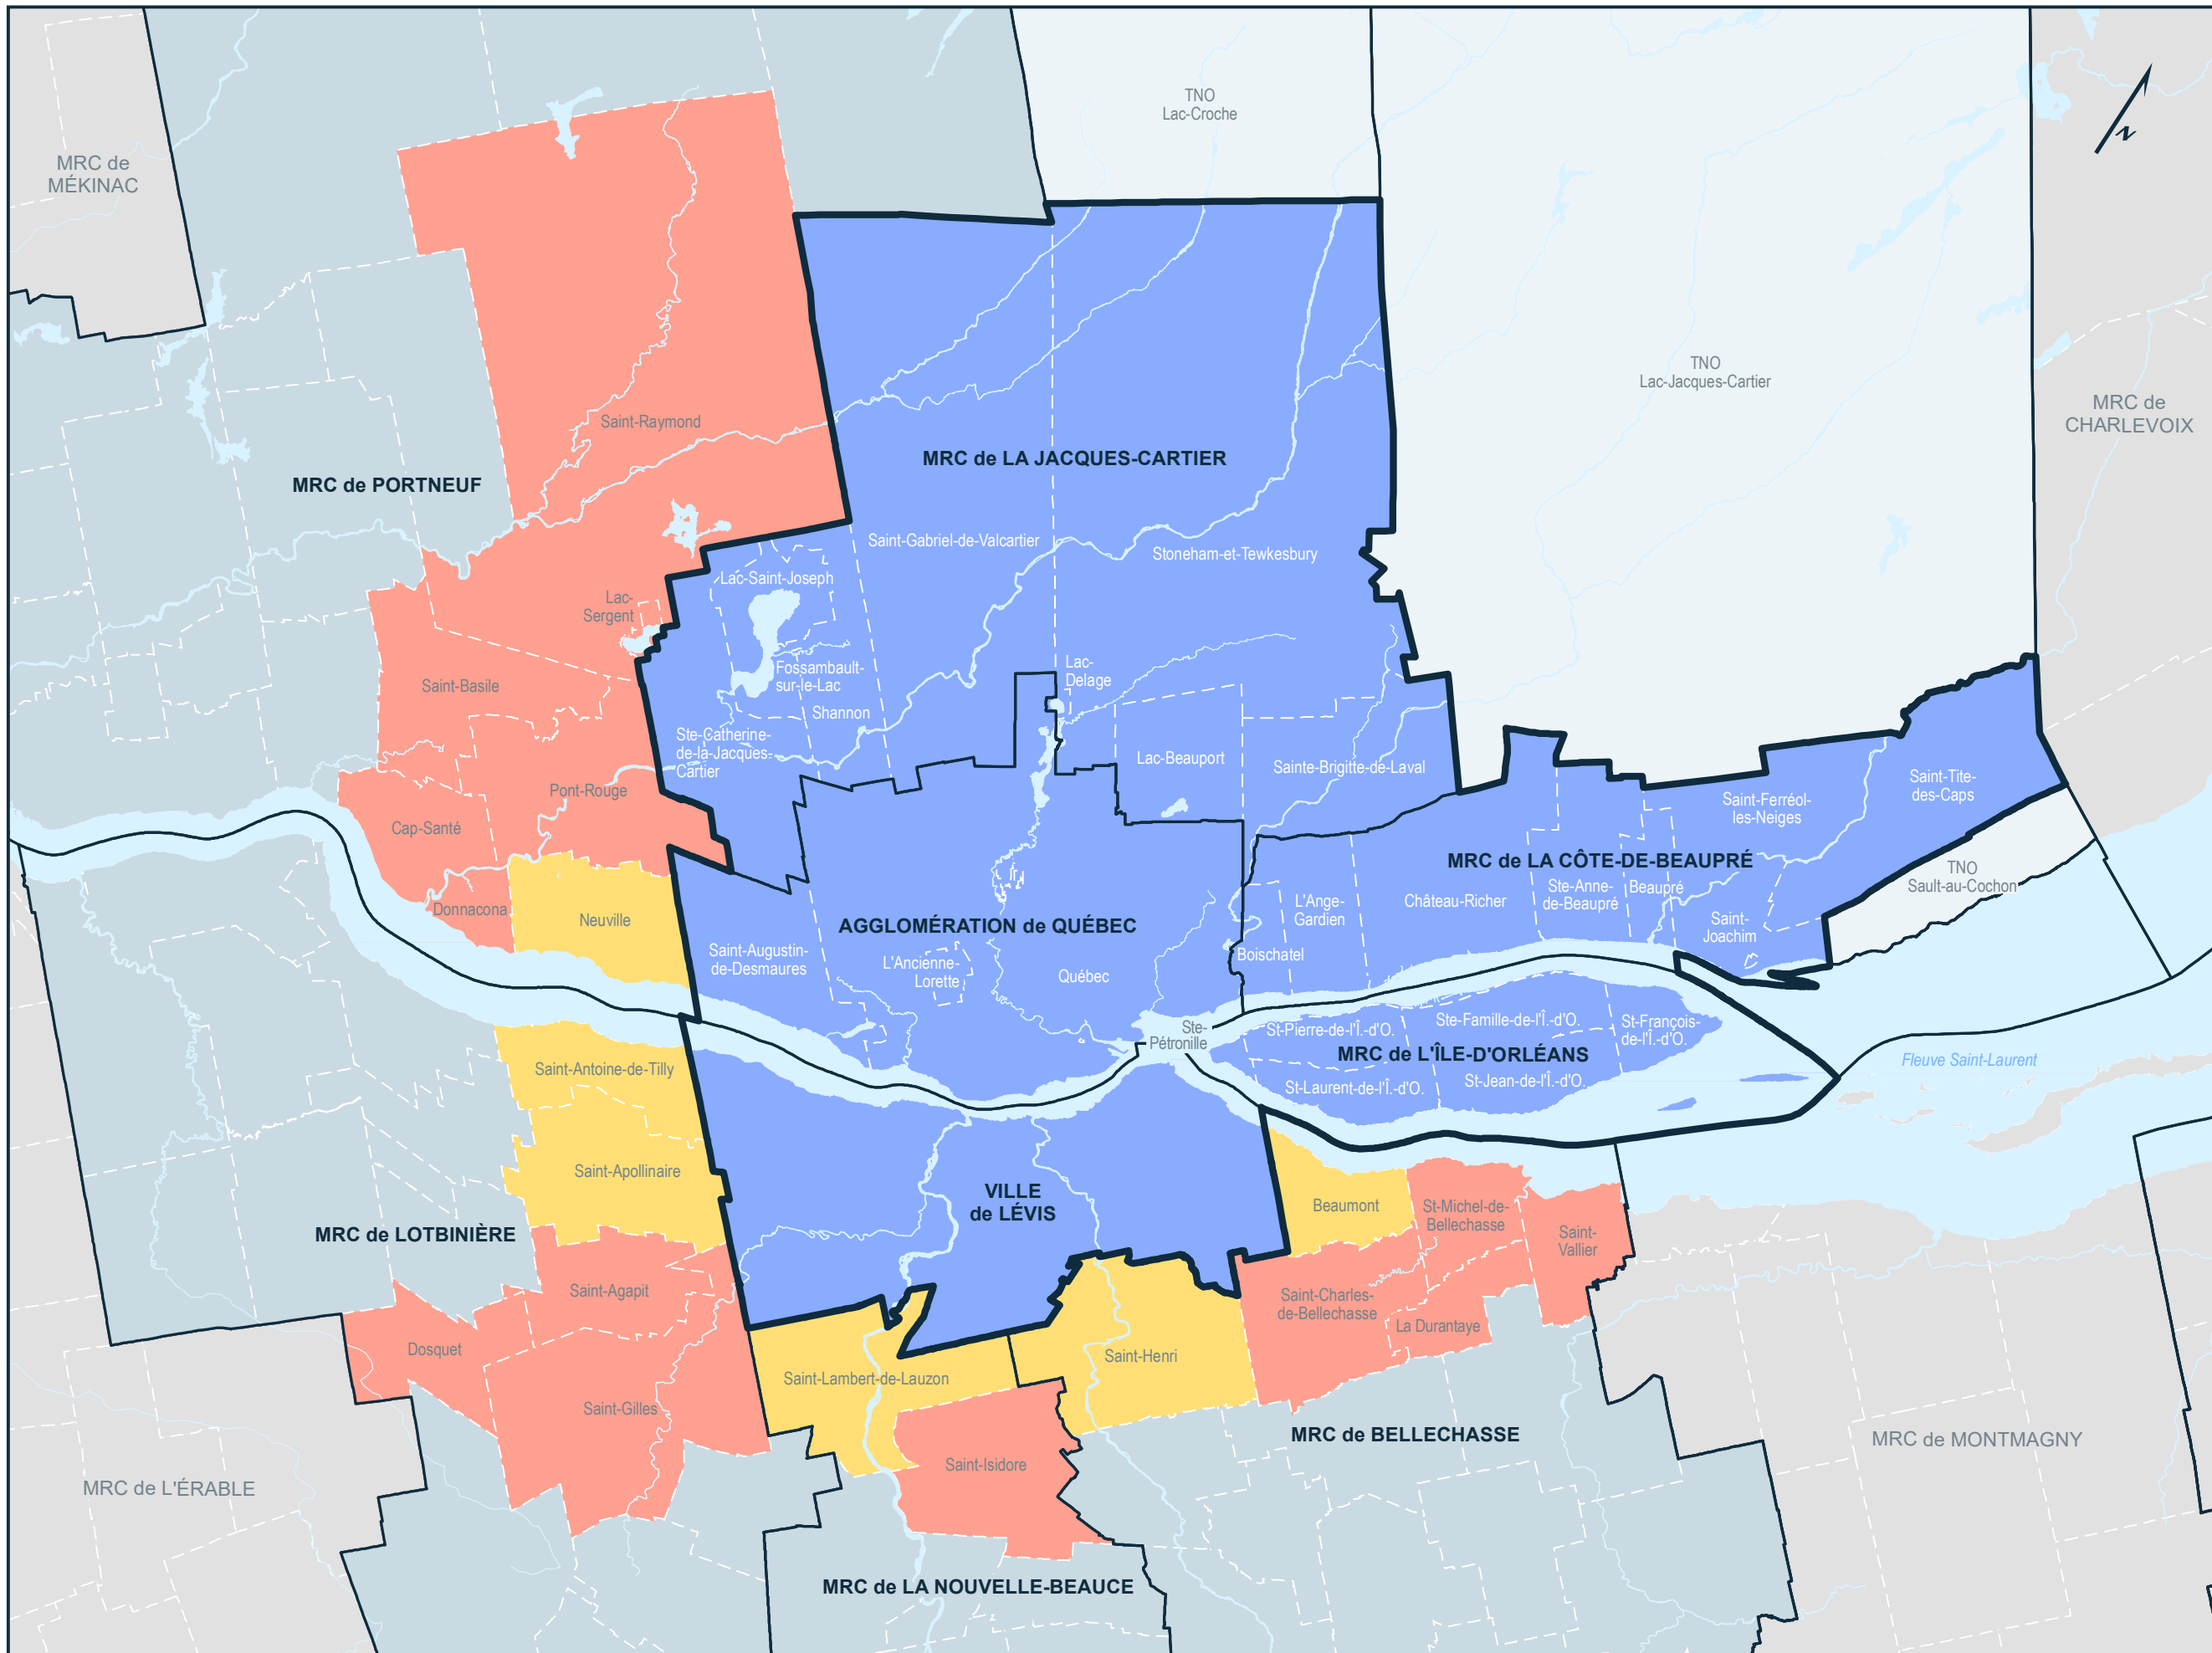 TNO
Lac-Croche
N
MRC de
MÉKINAC
TNO
Lac-Jacques-Cartier
MRC de
CHARLEVOIX
Saint-Raymond
MRC de LA JACQUES-CARTIER
MRC de PORTNEUF
Saint-Gabriel-de-Valcartier
Stoneham-et-Tewkesbury
Lac-Saint-Joseph
Lac-
Sergent
Fossambault-
sur-le-Lac
Lac-
Delage
Saint-Basile
Shannon
Ste-Catherine-
de-la-Jacques-
Cartier
Lac-Beauport
Sainte-Brigitte-de-Laval
Saint-Tite-
des-Caps
Pont-Rouge
Saint-Ferréol-
les-Neiges
Cap-Santé
MRC de LA CÔTE-DE-BEAUPRÉ
TNO
Sault-au-Cochon
Ste-Anne-
de-Beaupré
Beaupré
L'Ange-
Gardien
Château-Richer
Donnacona
Neuville
AGGLOMÉRATION de QUÉBEC
Saint-
Joachim
Saint-Augustin-
de-Desmaures
L'Ancienne-
Lorette
Québec
Boischatel
Ste-
Pétronille
St-Pierre-de-l'Î.-d'O.
Ste-Famille-de-l'Î.-d'O.
St-François-
de-l'Î.-d'O.
MRC de L'ÎLE-D'ORLÉANS
Fleuve Saint-Laurent
Saint-Antoine-de-Tilly
St-Laurent-de-l'Î.-d'O.
St-Jean-de-l'Î.-d'O.
Saint-Apollinaire
VILLE
de LÉVIS
Beaumont
St-Michel-de-
Bellechasse
Saint-
Vallier
MRC de LOTBINIÈRE
Saint-Agapit
Saint-Charles-
de-Bellechasse
La Durantaye
Dosquet
Saint-Henri
Saint-Lambert-de-Lauzon
Saint-Gilles
MRC de BELLECHASSE
MRC de MONTMAGNY
Saint-Isidore
MRC de L'ÉRABLE
MRC de LA NOUVELLE-BEAUCE